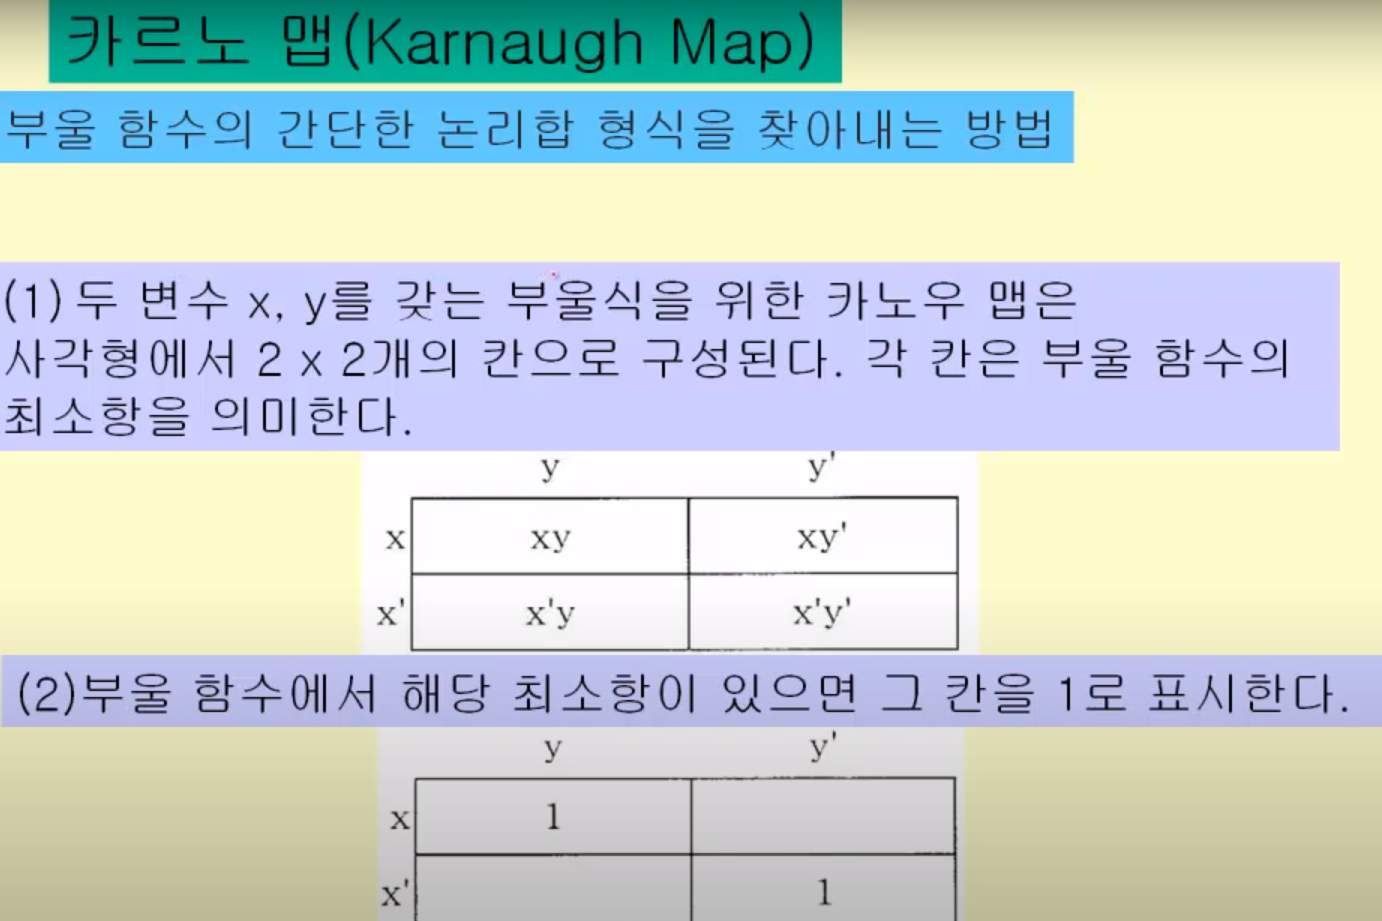 카르노 맵(Karnaugh Map)
부울 함수의 간단한 논리합 형식을 찾아내는 방법
(1) 두 변수 x, y를 갖는 부울식을 위한 카노우 맵은
사각형에서 2 x 2개의 칸으로 구성된다. 각 칸은 부울 함수의
최소항을 의미한다.
y y'
x xy xy'
x' x'y x'y'
(2)부울 함수에서 해당 최소항이 있으면 그 칸을 1로 표시한다.
y y'
x 1
x' 1